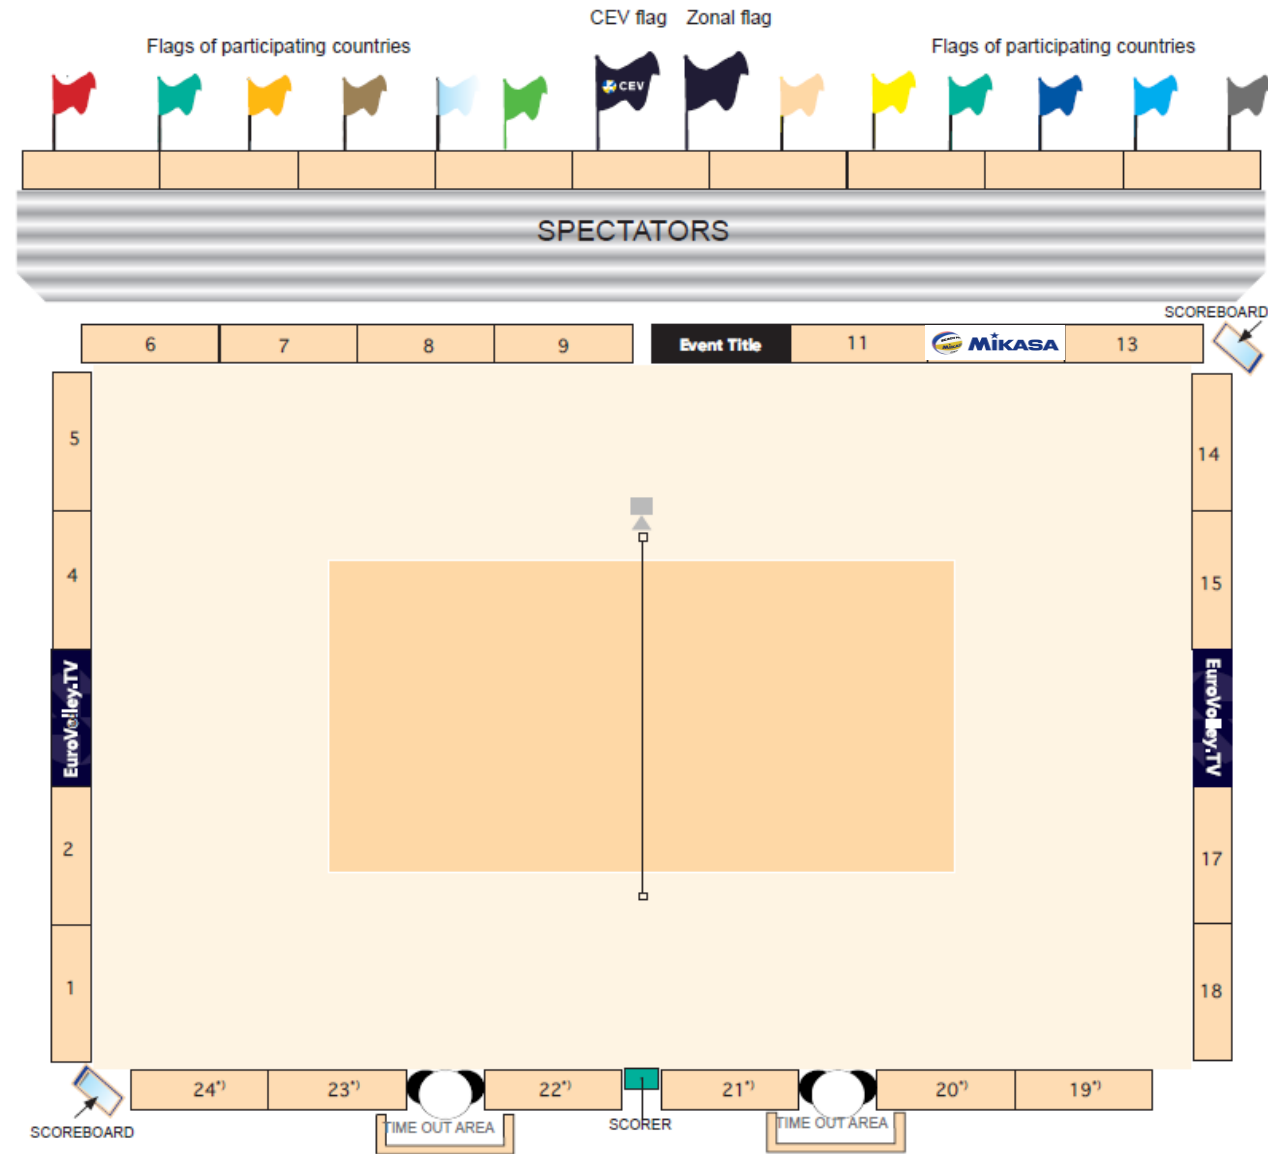 CEV flag Zonal flag
Flags of participating countries
Flags of participating countries
CEV
SPECTATORS
SCOREBOARD
6
7
8
9
Event Title
11
MIKASA
13
5
4
EuroVolley.TV
2
1
14
15
EuroVolley.TV
17
18
24*)
23*)
22*)
21*)
20*)
19*)
TIME OUT AREA
SCORER
TIME OUT AREA
SCOREBOARD